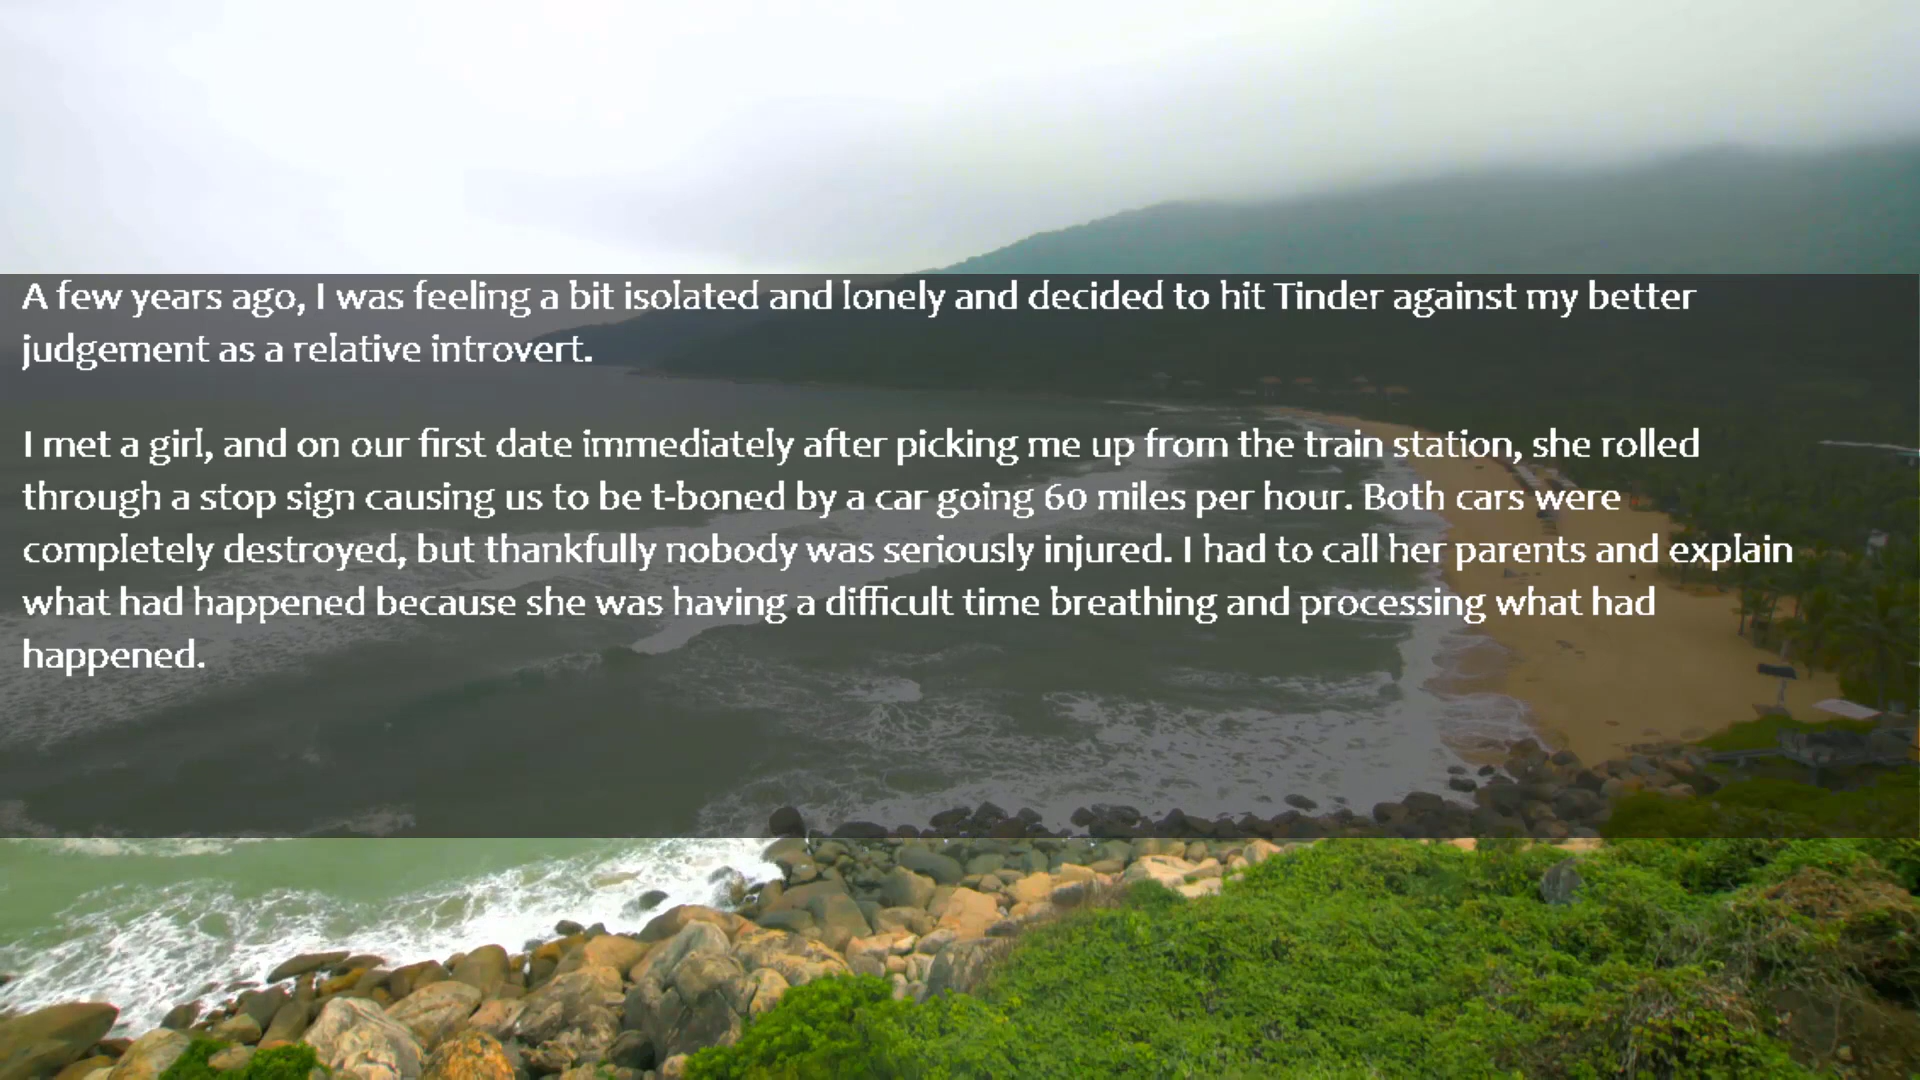 A few years ago, I was feeling a bit isolated and lonely and decided to hit Tinder against my better
judgement as a relative introvert.
I met a girl, and on our first date immediately after picking me up from the train station, she rolled
through a stop sign causing us to be t-boned by a car going 60 miles per hour. Both cars were
completely destroyed, but thankfully nobody was seriously injured. I had to call her parents and explain
what had happened because she was having a difficult time breathing and processing what had
happened.